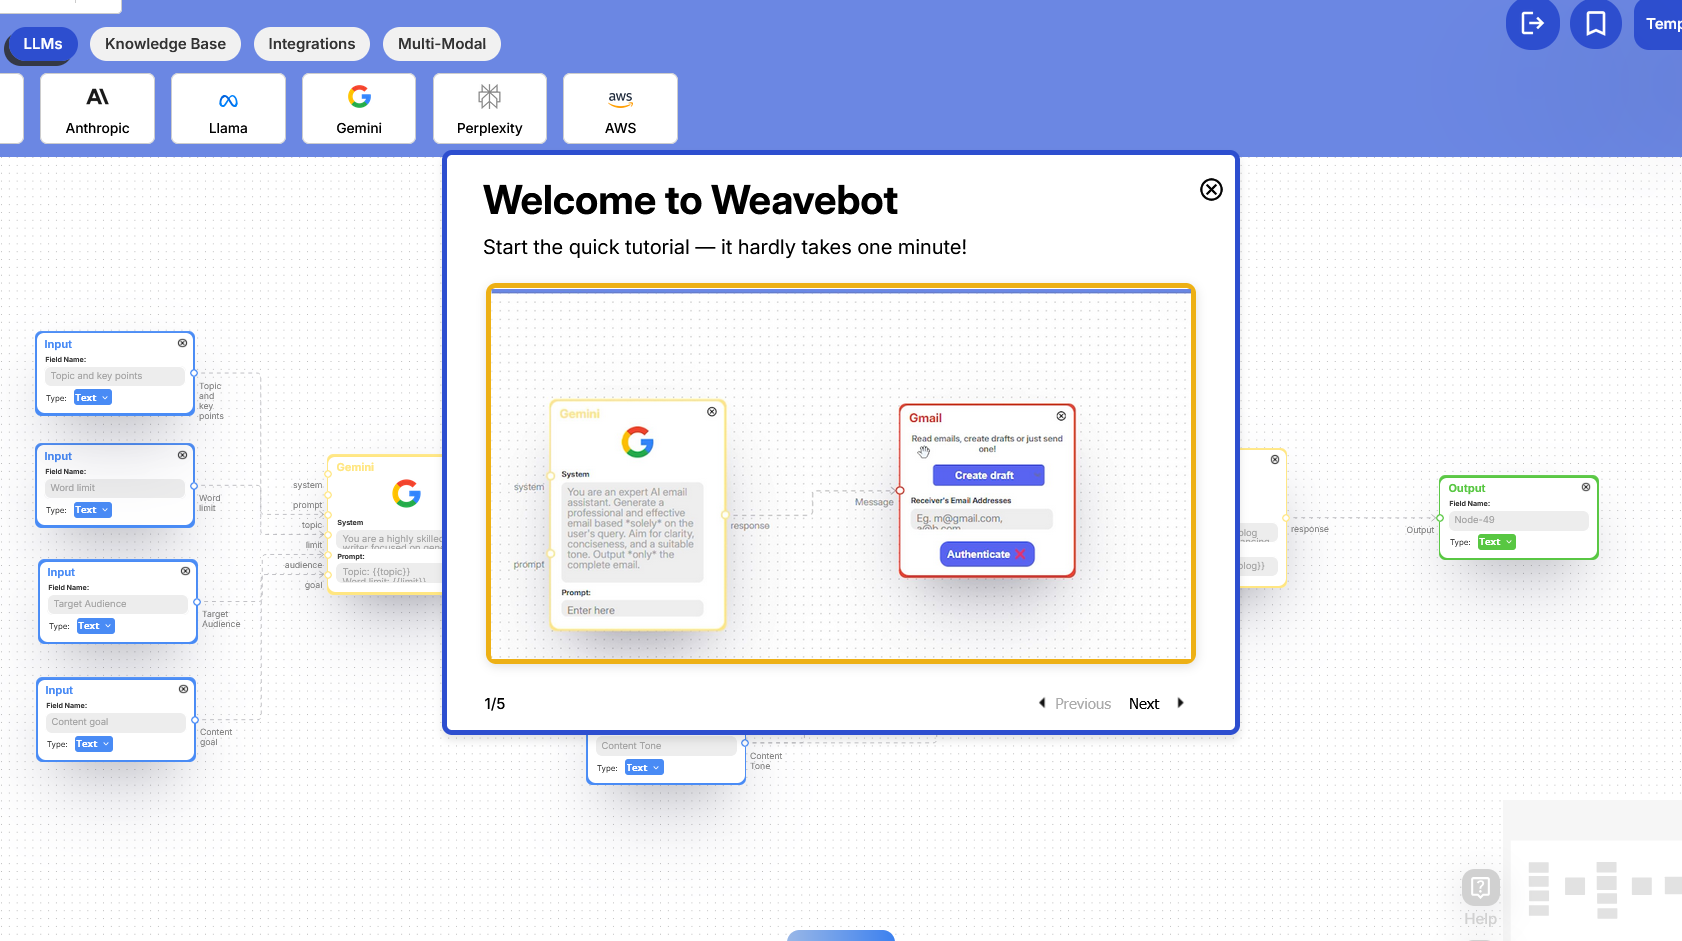 Temp
LLMs
Knowledge Base
Integrations
Multi-Modal
Anthropic
Llama
Gemini
Perplexity
aws
AWS
Welcome to Weavebot
Start the quick tutorial — it hardly takes one minute!
Gemini
System
You are an expert AI email
assistant. Generate a
professional and effective
email based *solely* on the
user's query. Aim for clarity,
conciseness, and a suitable
tone. Output *only* the
complete email.
Prompt:
Enter here
system
prompt
response
Message
Gmail
Read emails, create drafts or just send
one!
Create draft
Receiver's Email Addresses
Eg. m@gmail.com,
a@b.com
Authenticate
1/5
Previous
Next
Input
Field Name:
Topic and key points
Type:
Text
Topic
and
key
points
Input
Field Name:
Word limit
Type:
Text
Word
limit
Input
Field Name:
Target Audience
Type:
Text
Target
Audience
Input
Field Name:
Content goal
Type:
Text
Content
goal
system
prompt
topic
limit
audience
goal
Gemini
System
You are a highly skilled
writer focused on
Prompt:
Topic: {{topic}}
Word limit: {{limit}}
Content Tone
Type:
Text
Content
Tone
blog
blog}}
response
Output
Output
Field Name:
Node-49
Type:
Text
Help